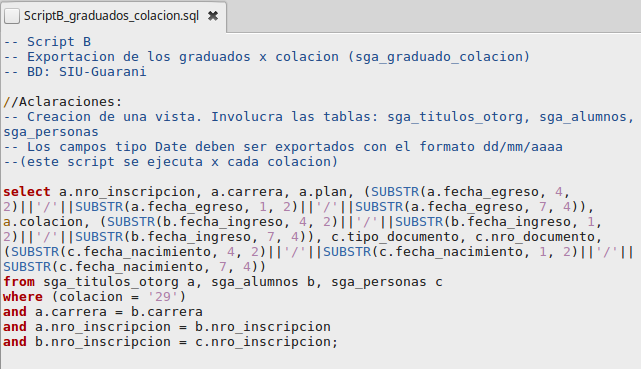 ScriptB_graduados_colacion.sql ✖
-- Script B
-- Exportacion de los graduados x colacion (sga_graduado_colacion)
-- BD: SIU-Guarani
//Aclaraciones:
-- Creacion de una vista. Involucra las tablas: sga_titulos_otorg, sga_alumnos,
sga_personas
-- Los campos tipo Date deben ser exportados con el formato dd/mm/aaaa
--(este script se ejecuta x cada colacion)
select a.nro_inscripcion, a.carrera, a.plan, (SUBSTR(a.fecha_egreso, 4,
2)||'/'||SUBSTR(a.fecha_egreso, 1, 2)||'/'||SUBSTR(a.fecha_egreso, 7, 4)),
a.colacion, (SUBSTR(b.fecha_ingreso, 4, 2)||'/'||SUBSTR(b.fecha_ingreso, 1,
2)||'/'||SUBSTR(b.fecha_ingreso, 7, 4)), c.tipo_documento, c.nro_documento,
(SUBSTR(c.fecha_nacimiento, 4, 2)||'/'||SUBSTR(c.fecha_nacimiento, 1, 2)||'/'||
SUBSTR(c.fecha_nacimiento, 7, 4))
from sga_titulos_otorg a, sga_alumnos b, sga_personas c
where (colacion = '29')
and a.carrera = b.carrera
and a.nro_inscripcion = b.nro_inscripcion
and b.nro_inscripcion = c.nro_inscripcion;